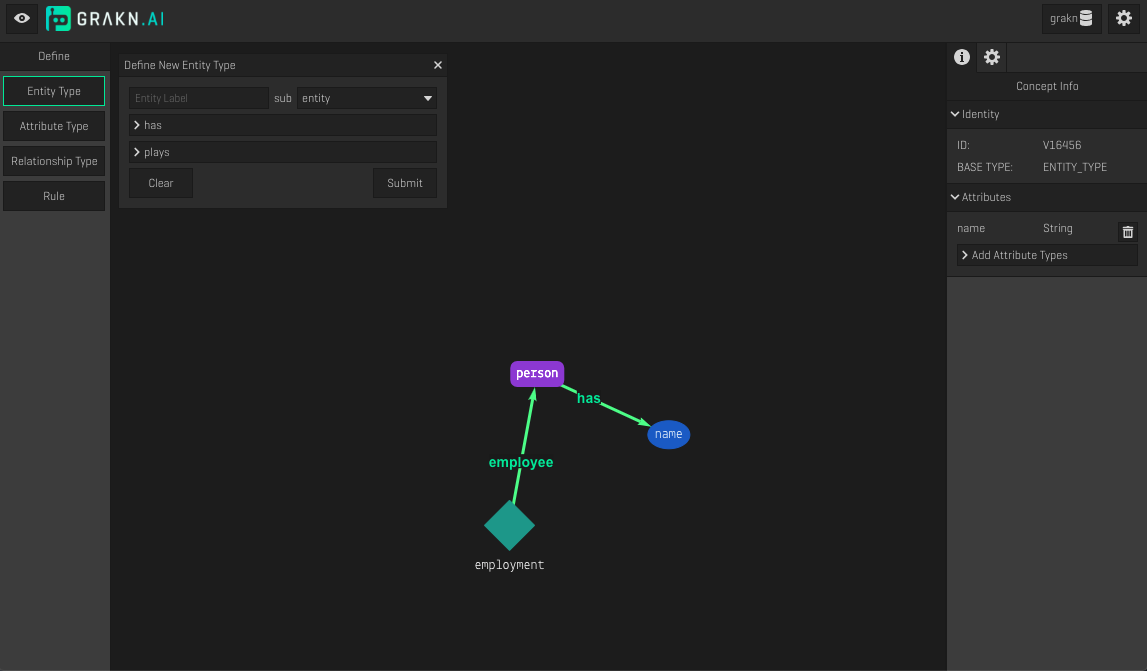 GRAKN.AI
grakn
Define
Entity Type
Attribute Type
Relationship Type
Rule
Define New Entity Type
Entity Label sub entity
has
plays
Clear Submit
person
has
name
employee
employment
Concept Info
Identity
ID: V16456
BASE TYPE: ENTITY_TYPE
Attributes
name String
Add Attribute Types